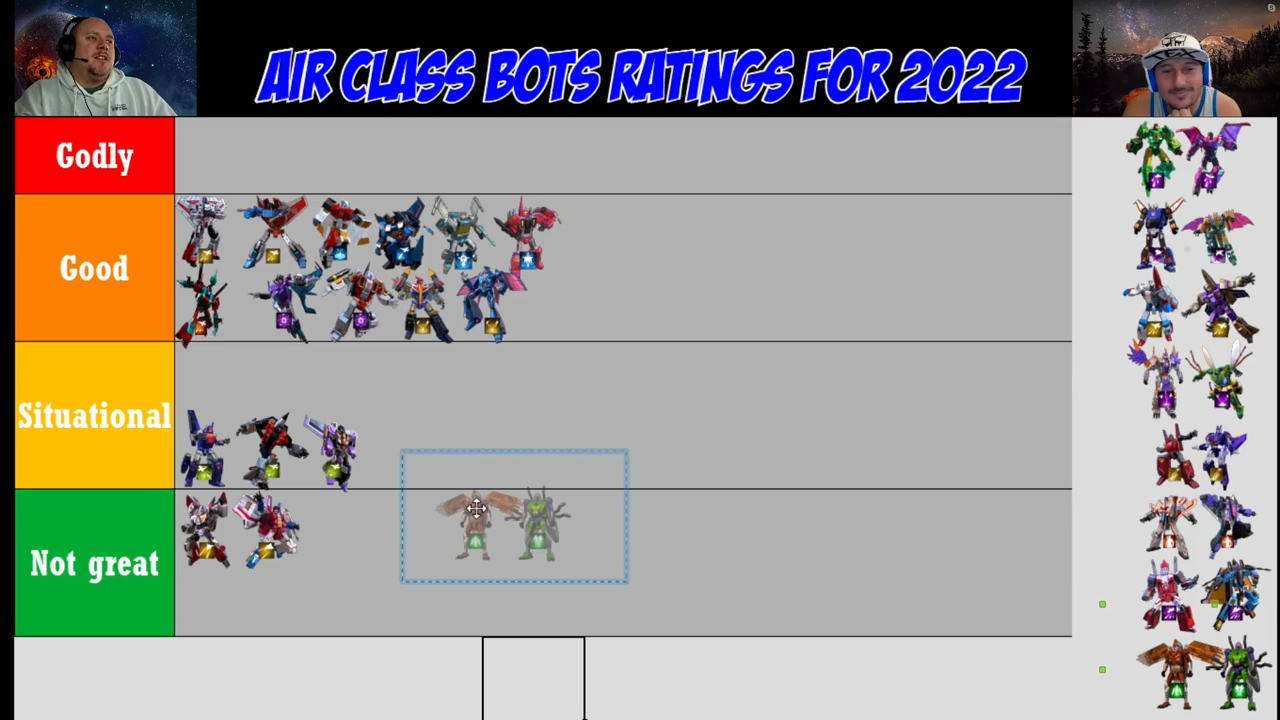 AIR CLASS BOTS RATINGS FOR 2022
Godly
Good
Situational
Not great